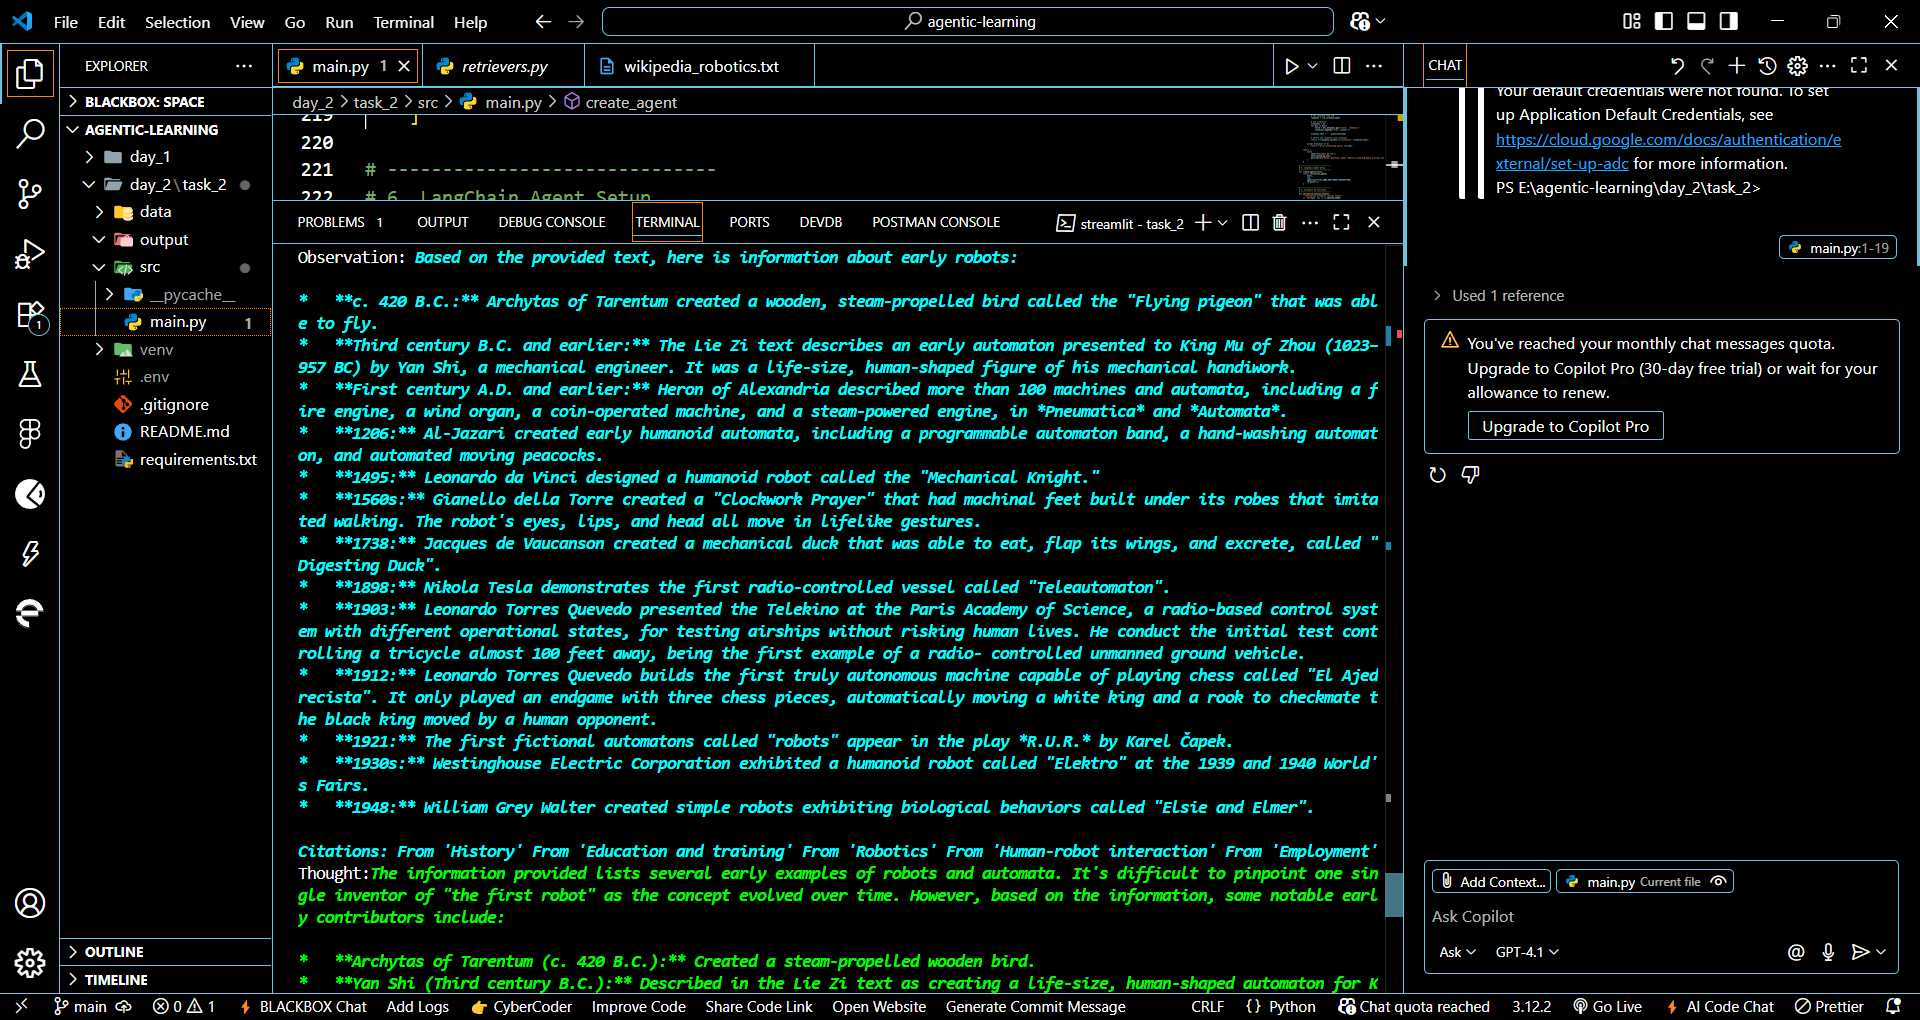 File Edit Selection View Go Run Terminal Help
agentic-learning
EXPLORER
BLACKBOX: SPACE
AGENTIC-LEARNING
day_1
day_2\task_2
data
output
src
__pycache__
main.py 1
venv
.env
.gitignore
README.md
requirements.txt
OUTLINE
TIMELINE
1
main.py 1
retrievers.py
wikipedia_robotics.txt
day_2 > task_2 > src > main.py > create_agent
219 ]
220
221 # ------------------------------
222 # 6. LangChain Agent Setup
PROBLEMS 1 OUTPUT DEBUG CONSOLE TERMINAL PORTS DEVDB POSTMAN CONSOLE
streamlit - task_2
Observation: Based on the provided text, here is information about early robots:
* **c. 420 B.C.:** Archytas of Tarentum created a wooden, steam-propelled bird called the "Flying pigeon" that was abl
e to fly.
* **Third century B.C. and earlier:** The Lie Zi text describes an early automaton presented to King Mu of Zhou (1023–
957 BC) by Yan Shi, a mechanical engineer. It was a life-size, human-shaped figure of his mechanical handiwork.
* **First century A.D. and earlier:** Heron of Alexandria described more than 100 machines and automata, including a f
ire engine, a wind organ, a coin-operated machine, and a steam-powered engine, in *Pneumatica* and *Automata*.
* **1206:** Al-Jazari created early humanoid automata, including a programmable automaton band, a hand-washing automat
on, and automated moving peacocks.
* **1495:** Leonardo da Vinci designed a humanoid robot called the "Mechanical Knight."
* **1560s:** Gianello della Torre created a "Clockwork Prayer" that had machinal feet built under its robes that imita
ted walking. The robot's eyes, lips, and head all move in lifelike gestures.
* **1738:** Jacques de Vaucanson created a mechanical duck that was able to eat, flap its wings, and excrete, called "
Digesting Duck".
* **1898:** Nikola Tesla demonstrates the first radio-controlled vessel called "Teleautomaton".
* **1903:** Leonardo Torres Quevedo presented the Telekino at the Paris Academy of Science, a radio-based control syst
em with different operational states, for testing airships without risking human lives. He conduct the initial test cont
rolling a tricycle almost 100 feet away, being the first example of a radio- controlled unmanned ground vehicle.
* **1912:** Leonardo Torres Quevedo builds the first truly autonomous machine capable of playing chess called "El Ajed
recista". It only played an endgame with three chess pieces, automatically moving a white king and a rook to checkmate t
he black king moved by a human opponent.
* **1921:** The first fictional automatons called "robots" appear in the play *R.U.R.* by Karel Čapek.
* **1930s:** Westinghouse Electric Corporation exhibited a humanoid robot called "Elektro" at the 1939 and 1940 World'
s Fairs.
* **1948:** William Grey Walter created simple robots exhibiting biological behaviors called "Elsie and Elmer".
Citations: From 'History' From 'Education and training' From 'Robotics' From 'Human-robot interaction' From 'Employment'
Thought:The information provided lists several early examples of robots and automata. It's difficult to pinpoint one sin
gle inventor of "the first robot" as the concept evolved over time. However, based on the information, some notable earl
y contributors include:
* **Archytas of Tarentum (c. 420 B.C.):** Created a steam-propelled wooden bird.
* **Yan Shi (Third century B.C.):** Described in the Lie Zi text as creating a life-size, human-shaped automaton for K
CHAT
Your default credentials were not found. To set
up Application Default Credentials, see
https://cloud.google.com/docs/authentication/e
xternal/set-up-adc for more information.
PS E:\agentic-learning\day_2\task_2>
main.py:1-19
Used 1 reference
You've reached your monthly chat messages quota.
Upgrade to Copilot Pro (30-day free trial) or wait for your
allowance to renew.
Upgrade to Copilot Pro
Add Context... main.py Current file
Ask Copilot
Ask GPT-4.1
main 0 1 BLACKBOX Chat Add Logs CyberCoder Improve Code Share Code Link Open Website Generate Commit Message CRLF {} Python Chat quota reached 3.12.2 Go Live AI Code Chat Prettier